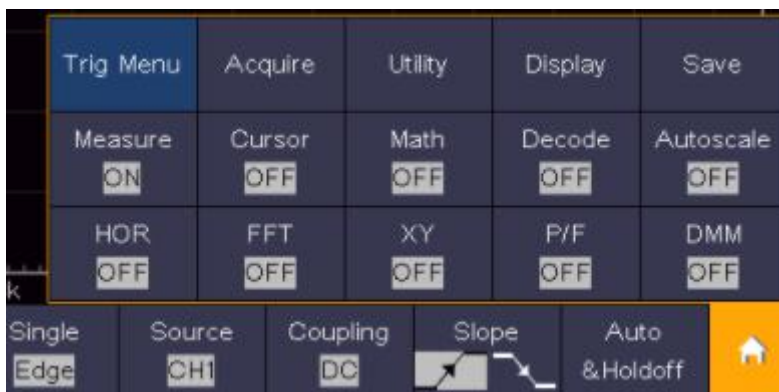 Trig Menu Acquire Utility Display Save
Measure Cursor Math Decode Autoscale
ON OFF OFF OFF OFF
HOR FFT XY P/F DMM
OFF OFF OFF OFF OFF
k
Single Source Coupling Slope Auto
Edge CH1 DC &Holdoff